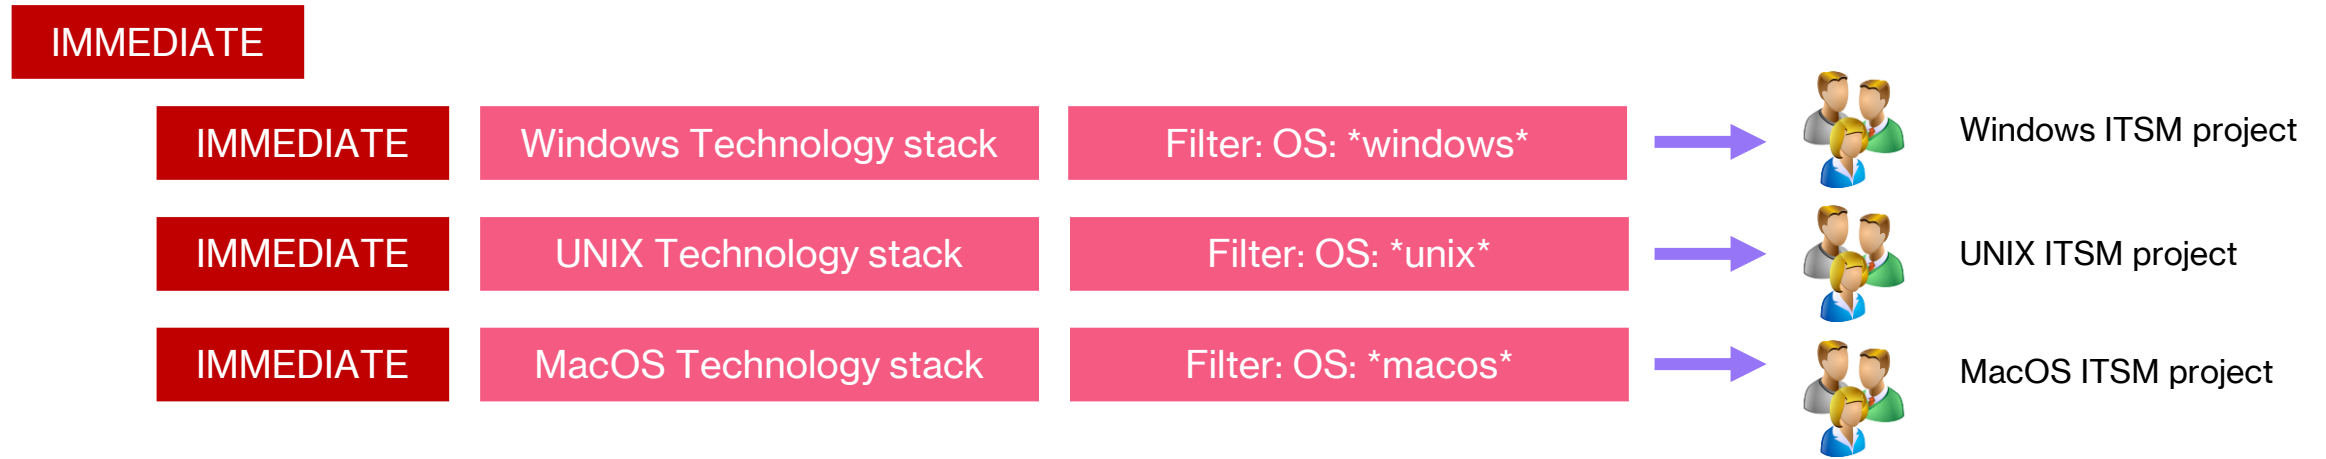 IMMEDIATE
IMMEDIATE Windows Technology stack Filter: OS: *windows* Windows ITSM project
IMMEDIATE UNIX Technology stack Filter: OS: *unix* UNIX ITSM project
IMMEDIATE MacOS Technology stack Filter: OS: *macos* MacOS ITSM project